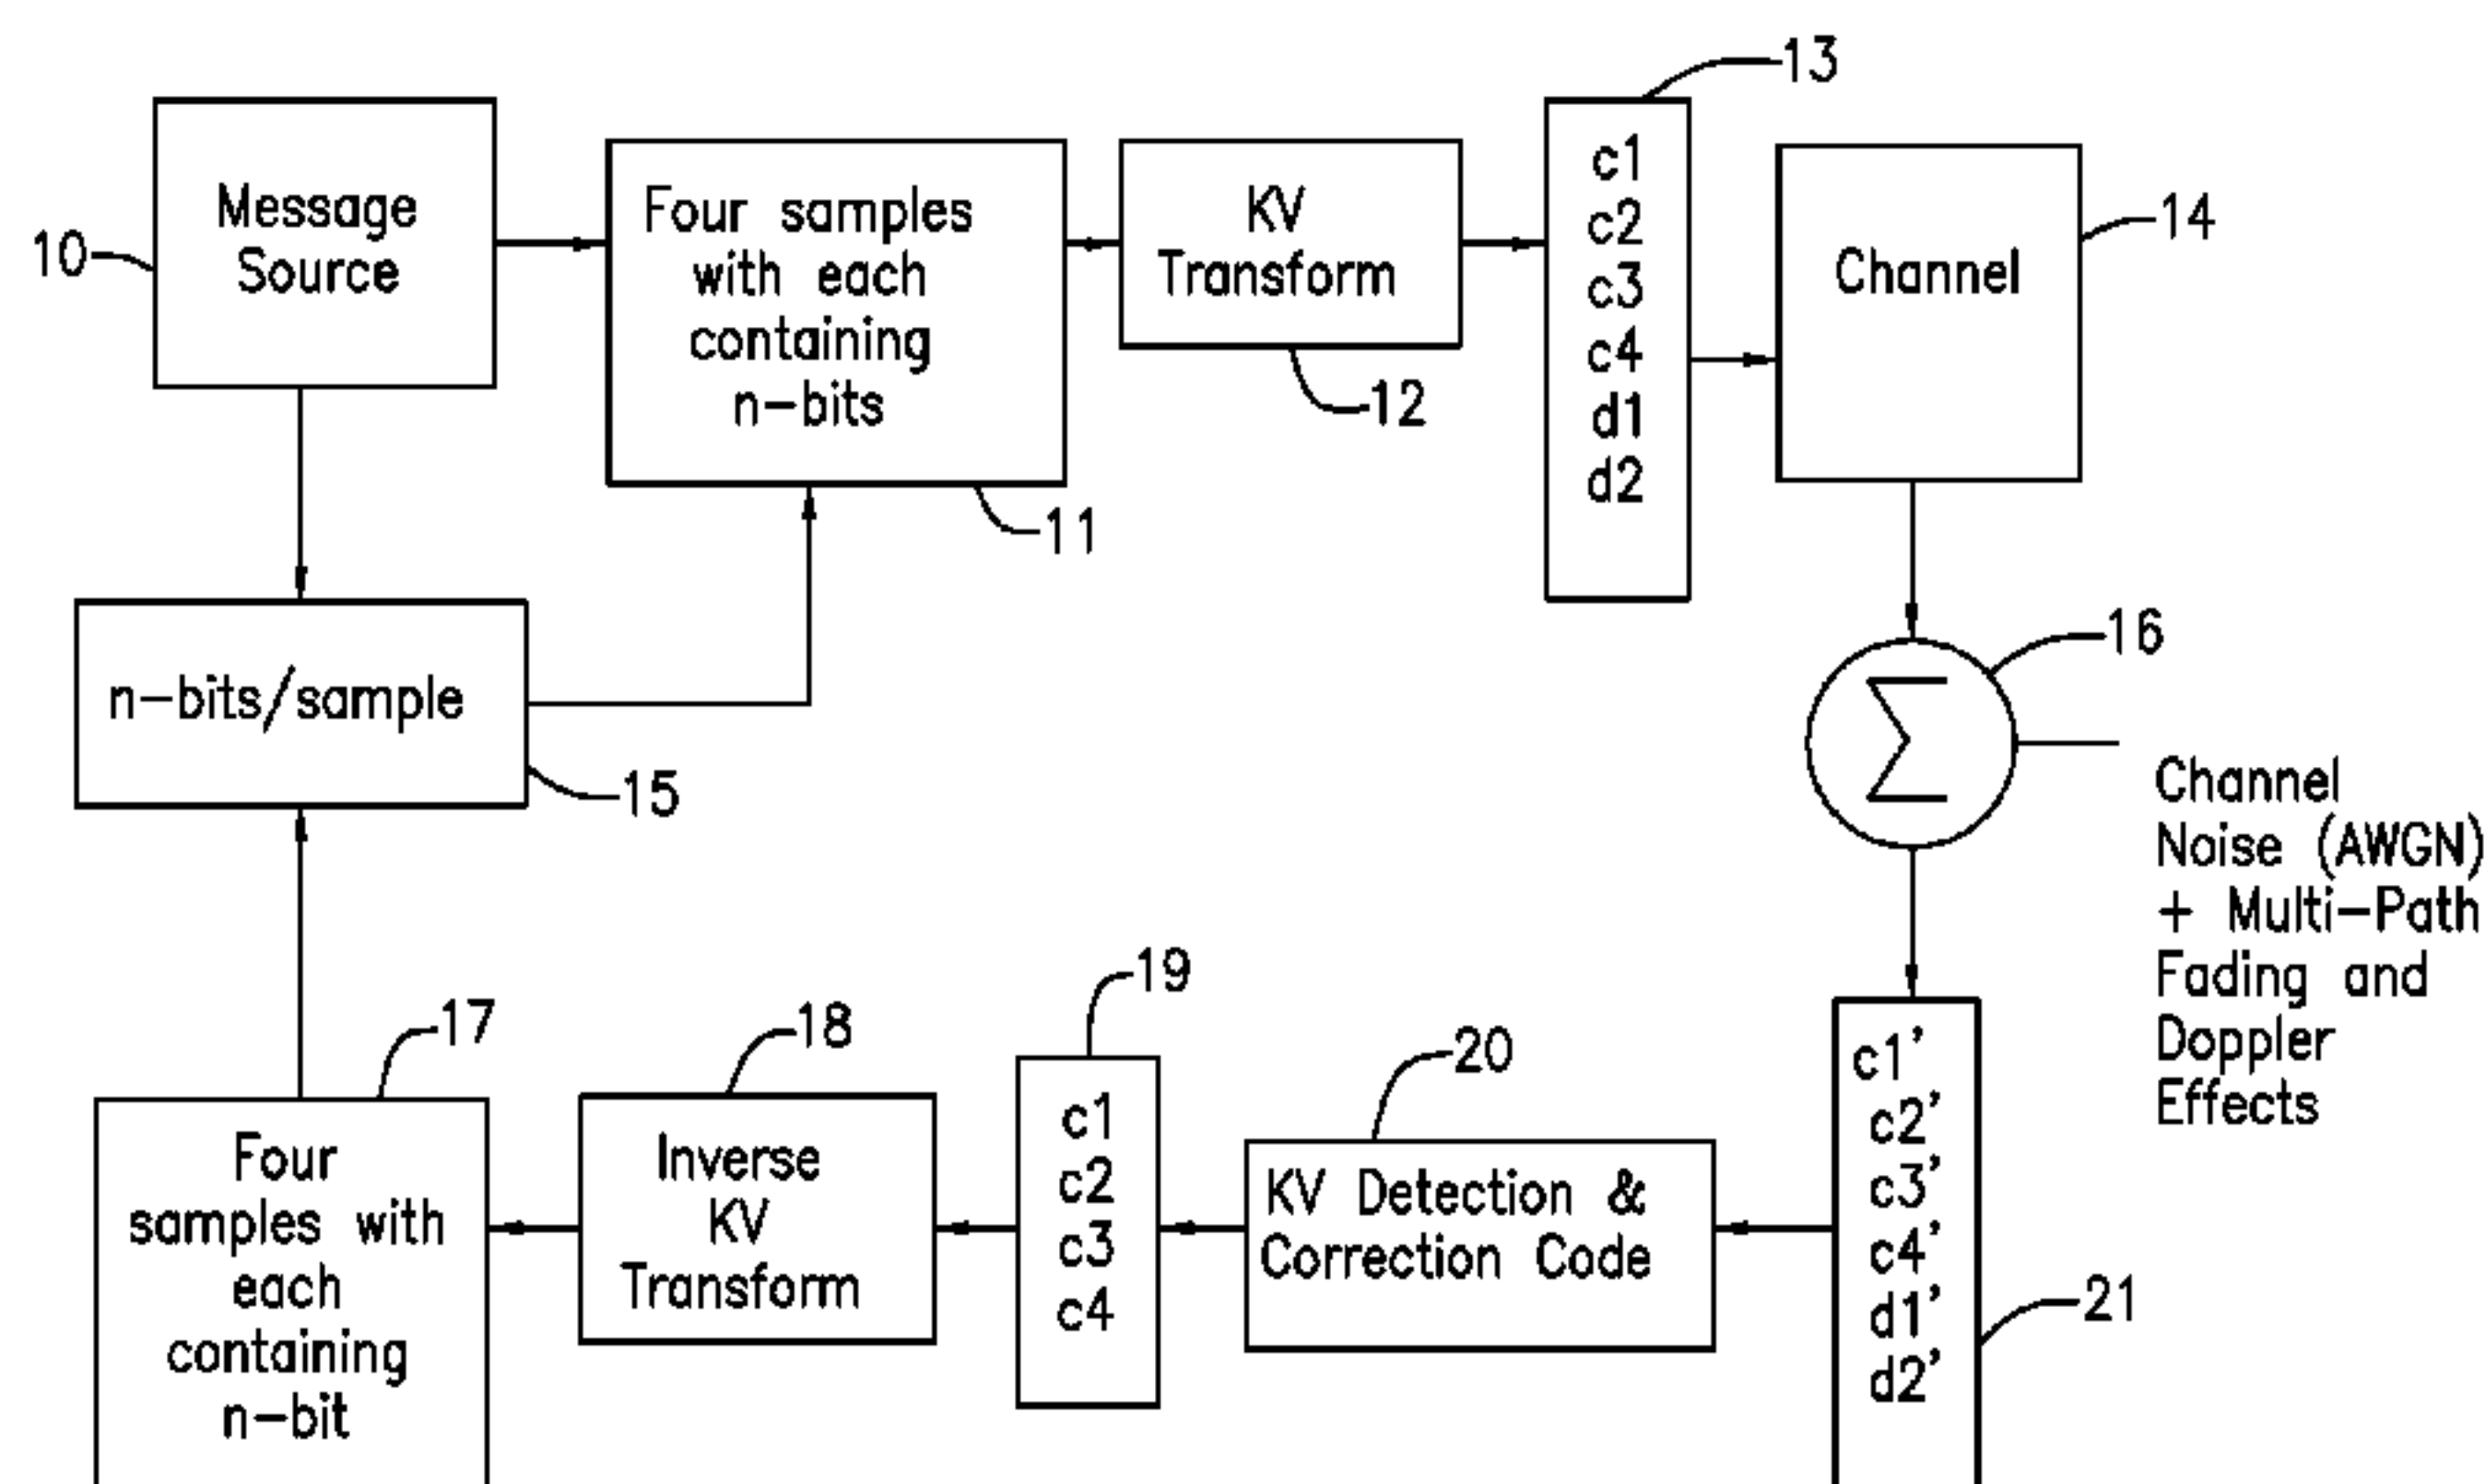 13
Message
Source
10
Four samples
with each
containing
n-bits
11
KV
Transform
12
c1
c2
c3
c4
d1
d2
Channel
14
n-bits/sample
15
16
Σ
Channel
Noise (AWGN)
+ Multi-Path
Fading and
Doppler
Effects
17
Four
samples with
each
containing
n-bit
18
Inverse
KV
Transform
19
c1
c2
c3
c4
20
KV Detection &
Correction Code
c1'
c2'
c3'
c4'
d1'
d2'
21